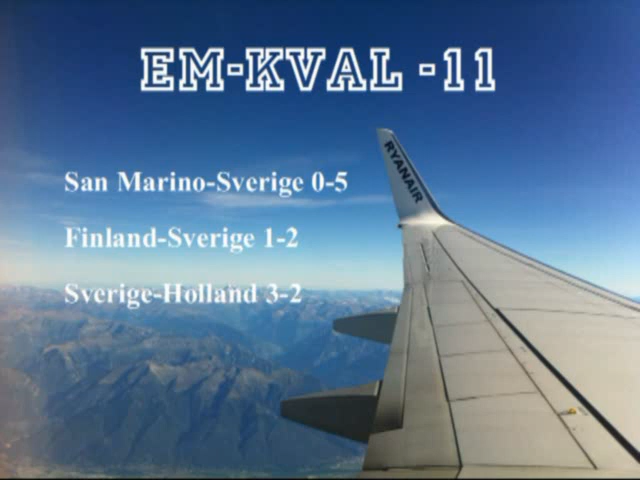 EM-KVAL -11
San Marino-Sverige 0-5
RYANAIR
Finland-Sverige 1-2
Sverige-Holland 3-2